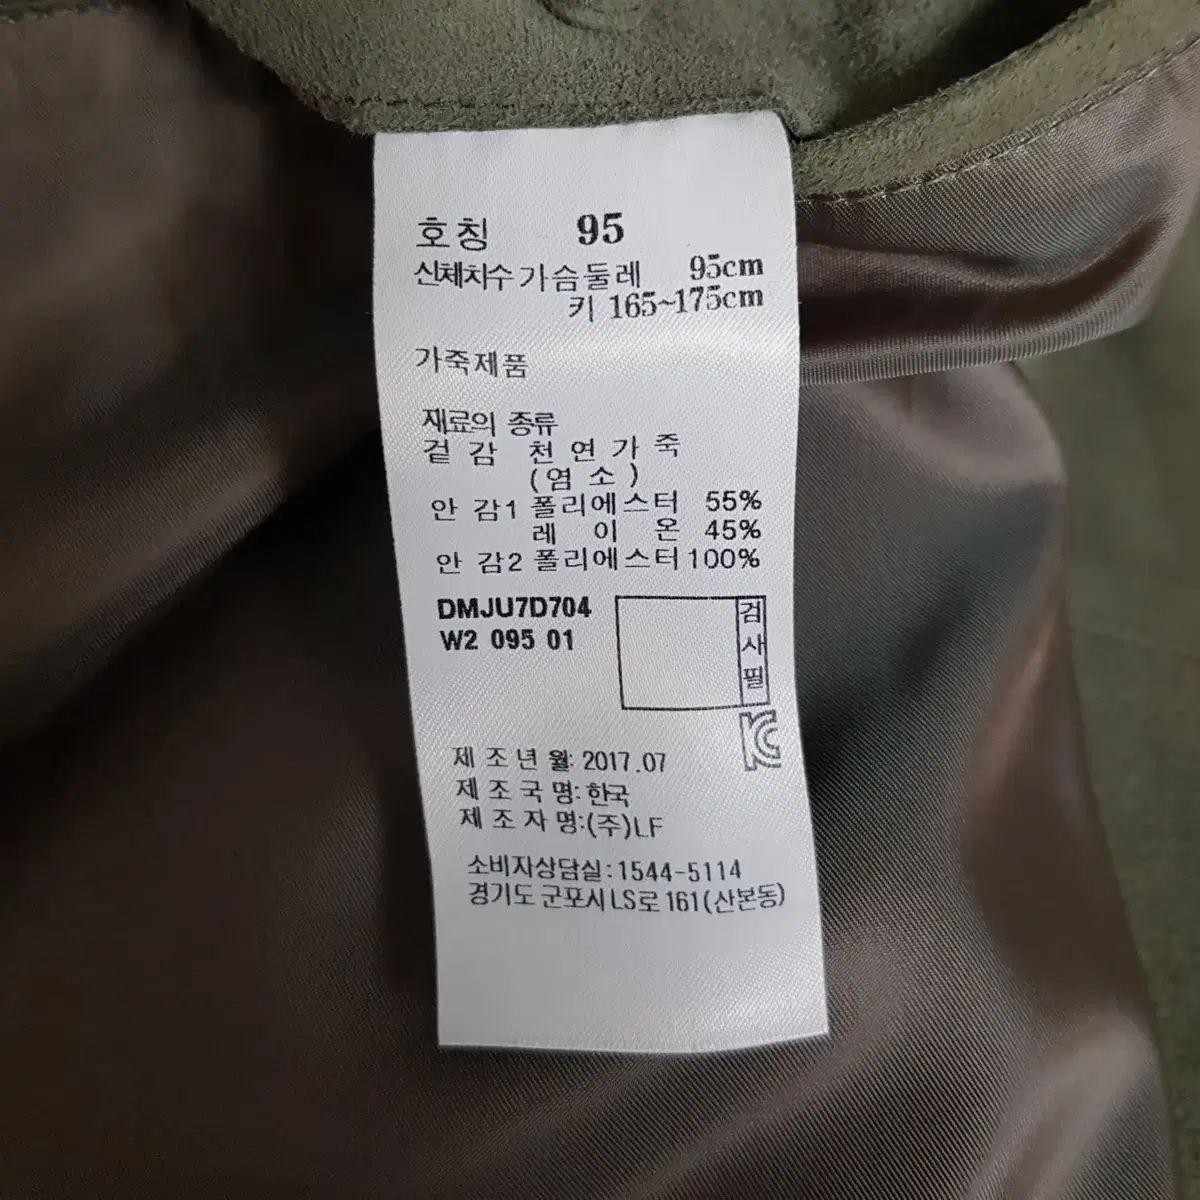 호칭 95
신체치수 가슴둘레 95cm
키 165~175cm
가죽제품
재료의 종류
겉 감 천 연 가 죽
(염 소)
안 감1 폴리에스터 55%
레 이 온 45%
안 감2 폴리에스터 100%
DMJU7D704
W2 095 01
검사필
KC
제 조 년 월: 2017.07
제 조 국 명: 한국
제 조 자 명:(주)LF
소비자상담실:1544-5114
경기도 군포시 LS로 161(산본동)